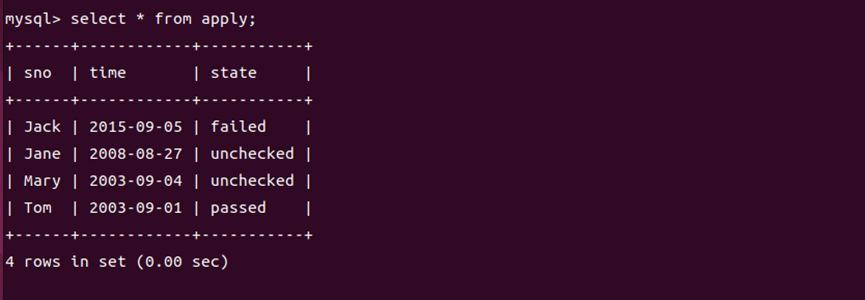 mysql> select * from apply;
+------+------------+-----------+
| sno  | time       | state     |
+------+------------+-----------+
| Jack | 2015-09-05 | failed    |
| Jane | 2008-08-27 | unchecked |
| Mary | 2003-09-04 | unchecked |
| Tom  | 2003-09-01 | passed    |
+------+------------+-----------+
4 rows in set (0.00 sec)